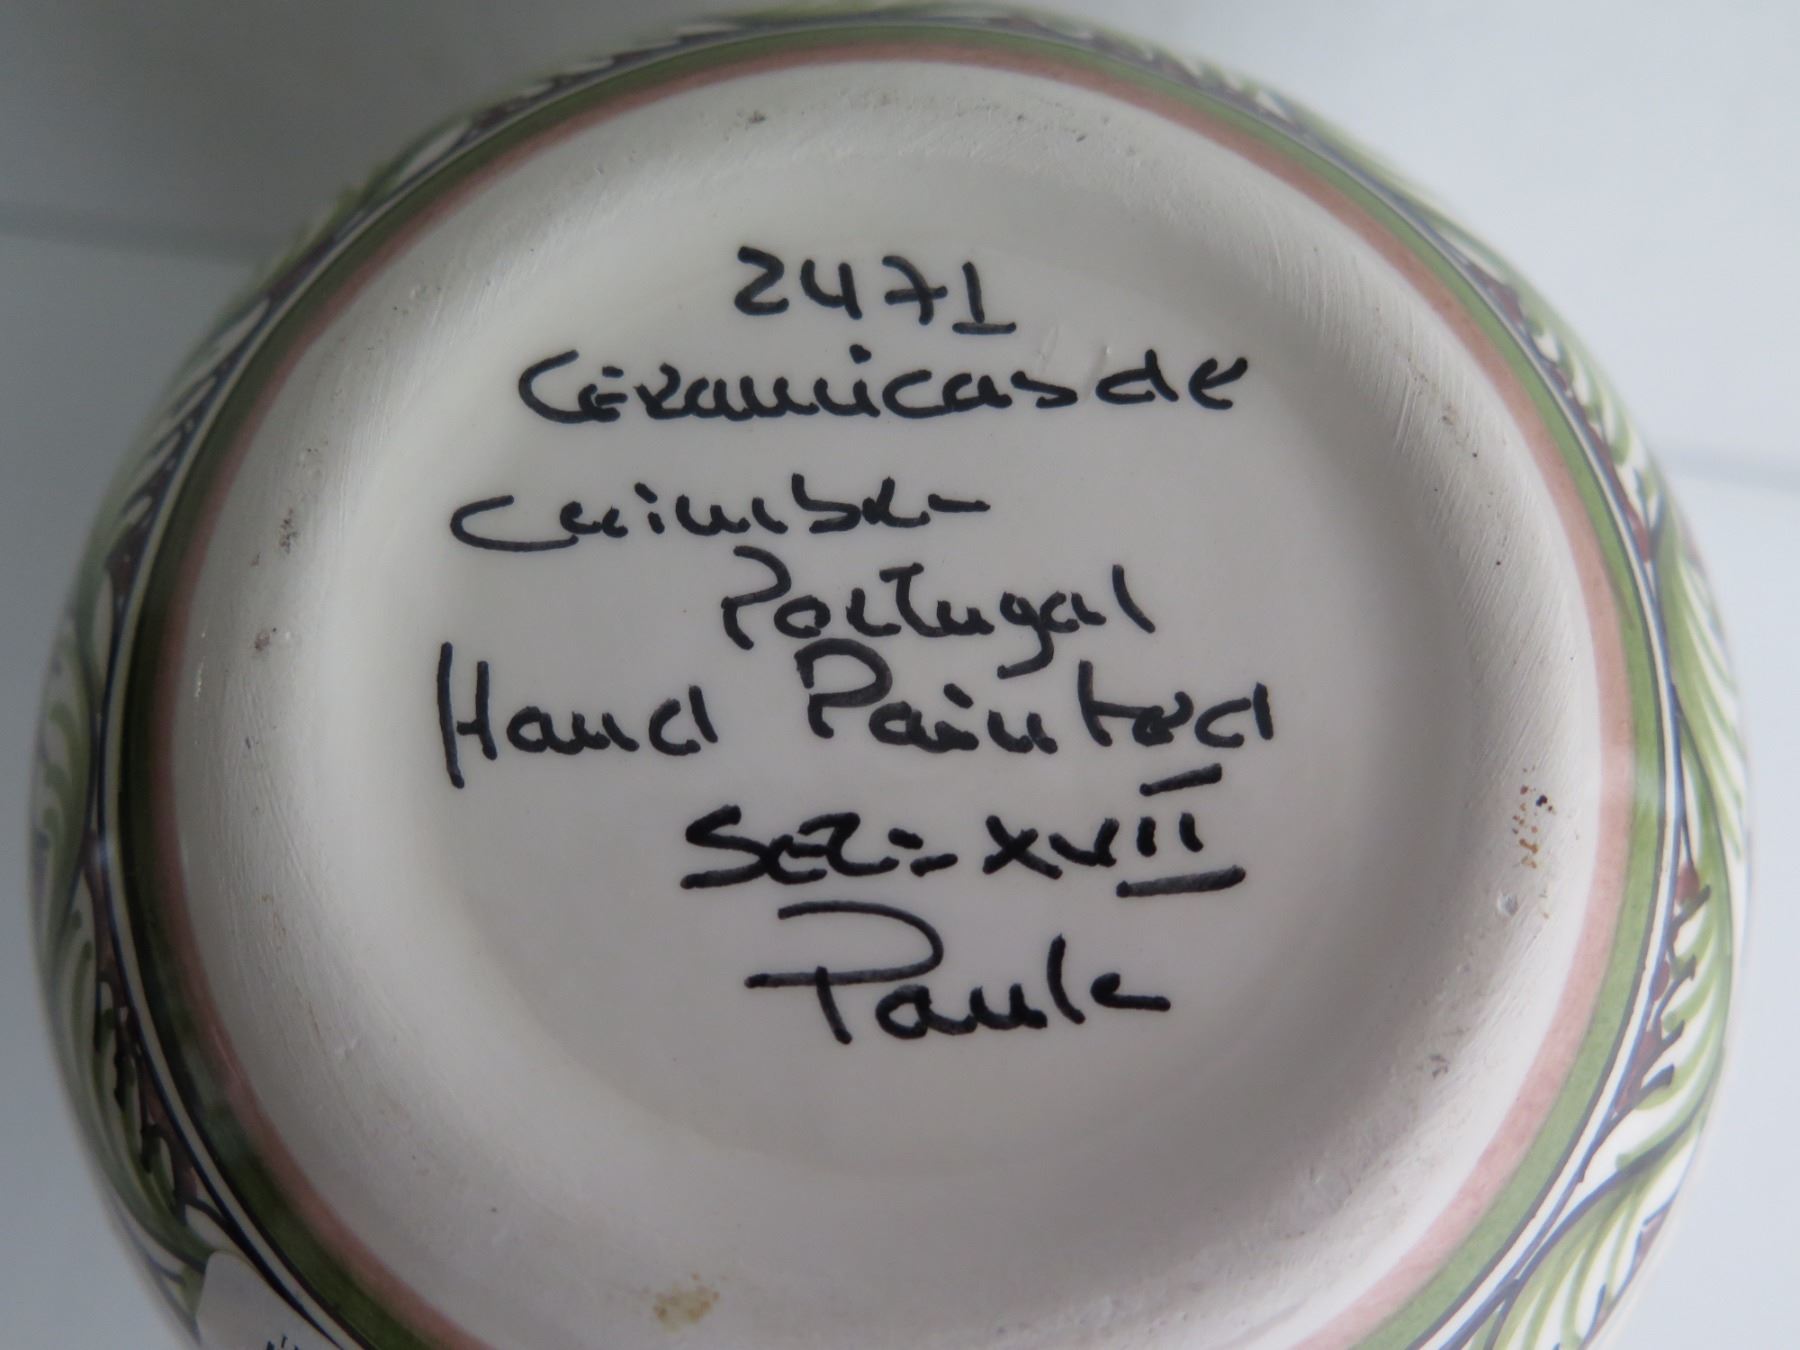 2471
Ceramicas de
Coimbra
Portugal
Hand Painted
Sec - XVII
Paula